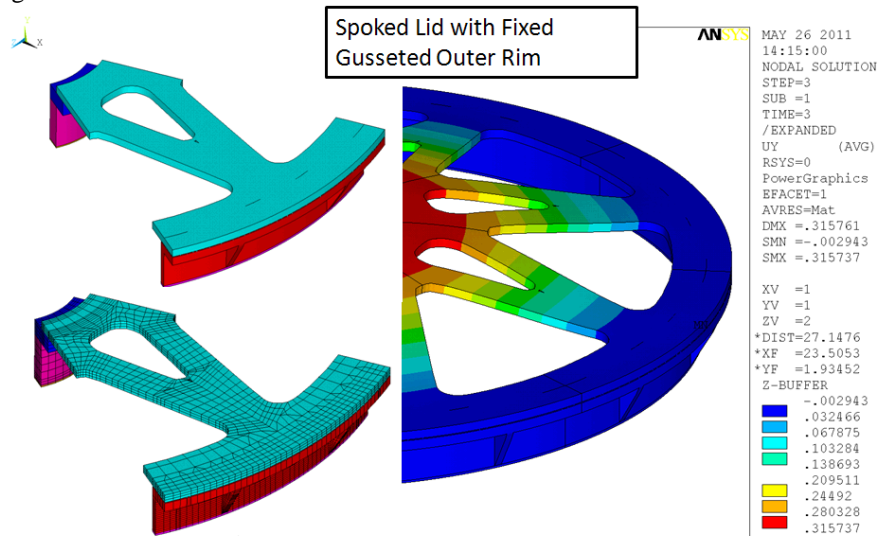 Spoked Lid with Fixed
Gusseted Outer Rim
Y
Z X
ANSYS
MAY 26 2011
14:15:00
NODAL SOLUTION
STEP=3
SUB =1
TIME=3
/EXPANDED
UY (AVG)
RSYS=0
PowerGraphics
EFACET=1
AVRES=Mat
DMX =.315761
SMN =-.002943
SMX =.315737
XV =1
YV =1
ZV =2
*DIST=27.1476
*XF =23.5053
*YF =1.93452
Z-BUFFER
-.002943
.032466
.067875
.103284
.138693
.209511
.24492
.280328
.315737